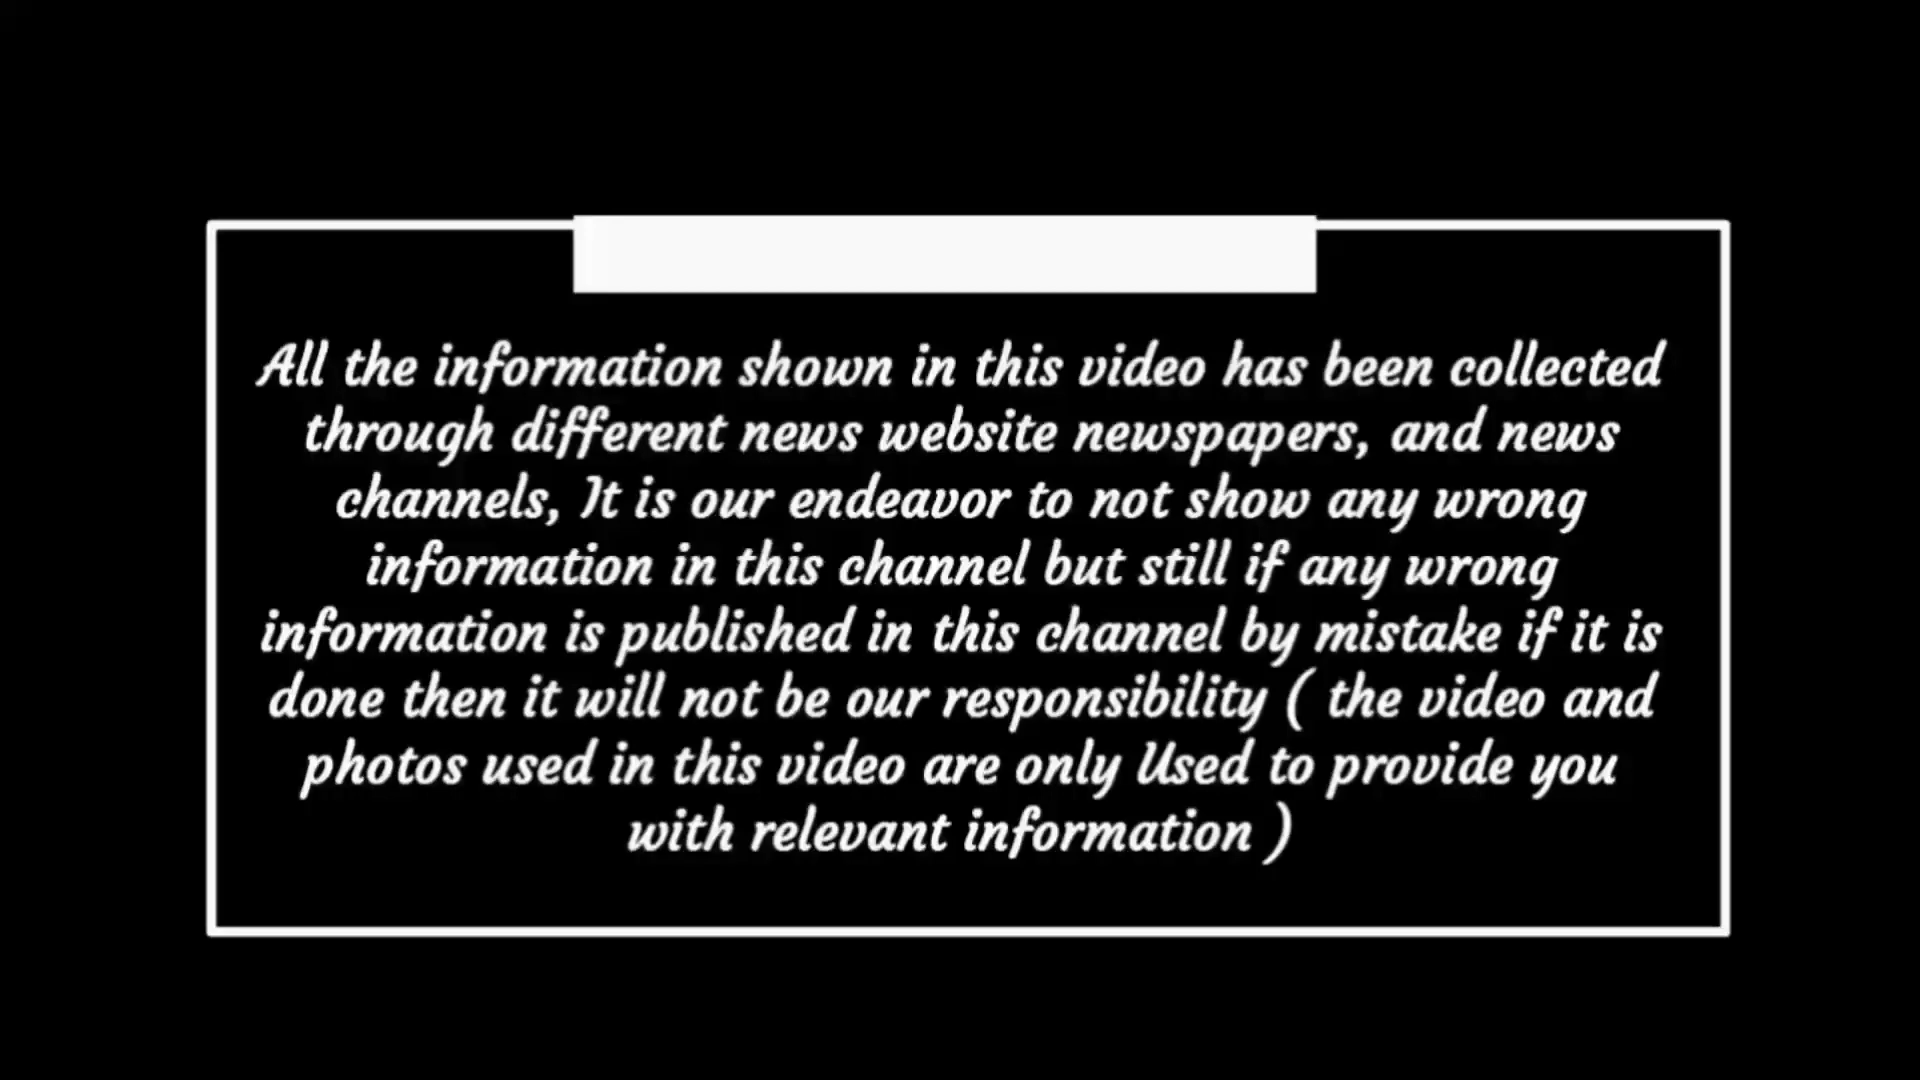 All the information shown in this video has been collected
through different news website newspapers, and news
channels, It is our endeavor to not show any wrong
information in this channel but still if any wrong
information is published in this channel by mistake if it is
done then it will not be our responsibility ( the video and
photos used in this video are only Used to provide you
with relevant information )